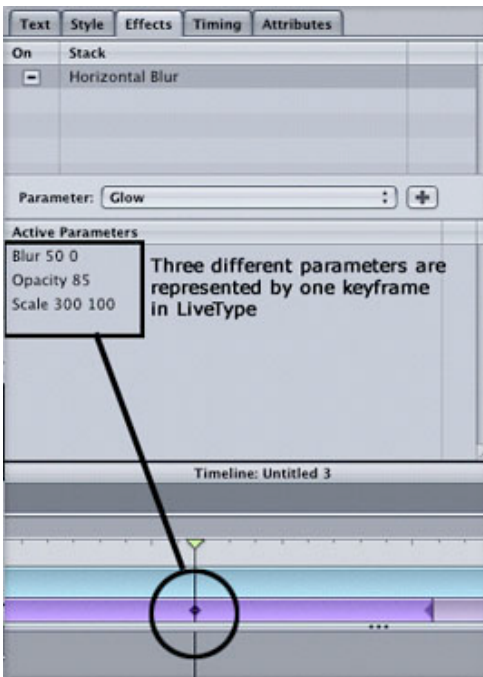 Text Style Effects Timing Attributes
On Stack
Horizontal Blur
Parameter: Glow
Active Parameters
Blur 50 0
Opacity 85
Scale 300 100
Three different parameters are
represented by one keyframe
in LiveType
Timeline: Untitled 3